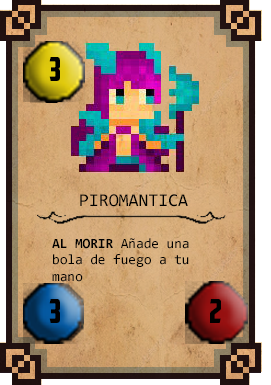 3
PIROMANTICA
AL MORIR Añade una
bola de fuego a tu
mano
3
2